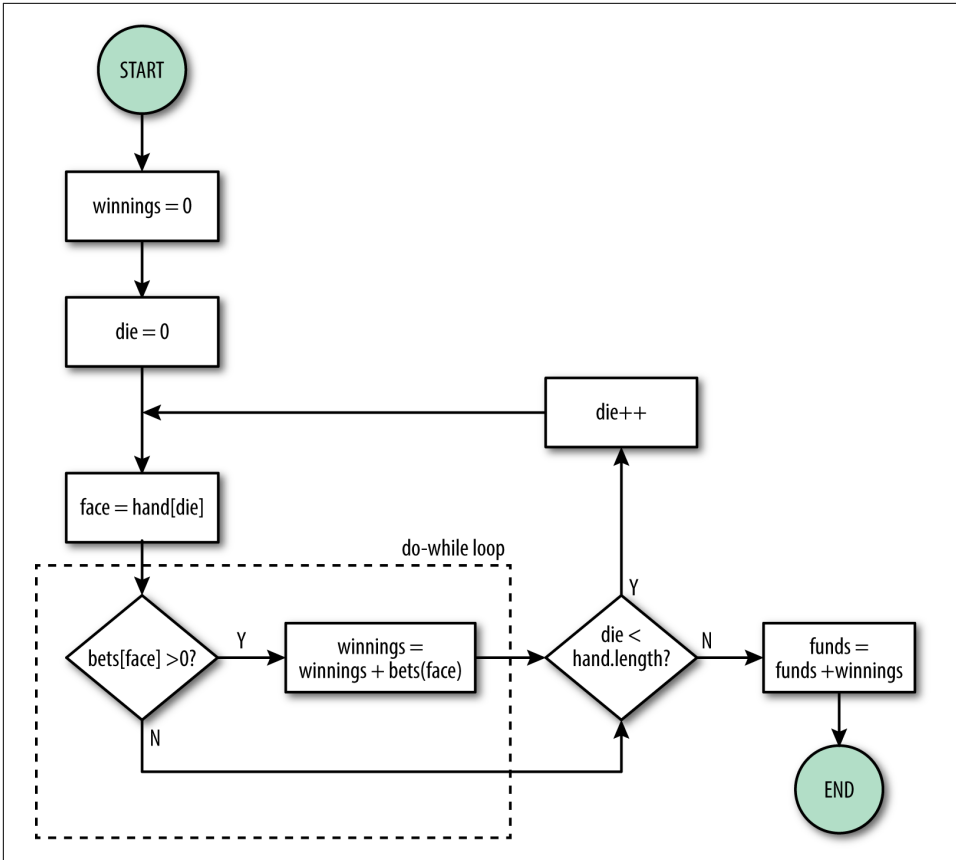 START
winnings = 0
die = 0
die++
face = hand[die]
do-while loop
bets[face] >0?
Y
winnings =
winnings + bets(face)
N
die <
hand.length?
Y
N
funds =
funds +winnings
END